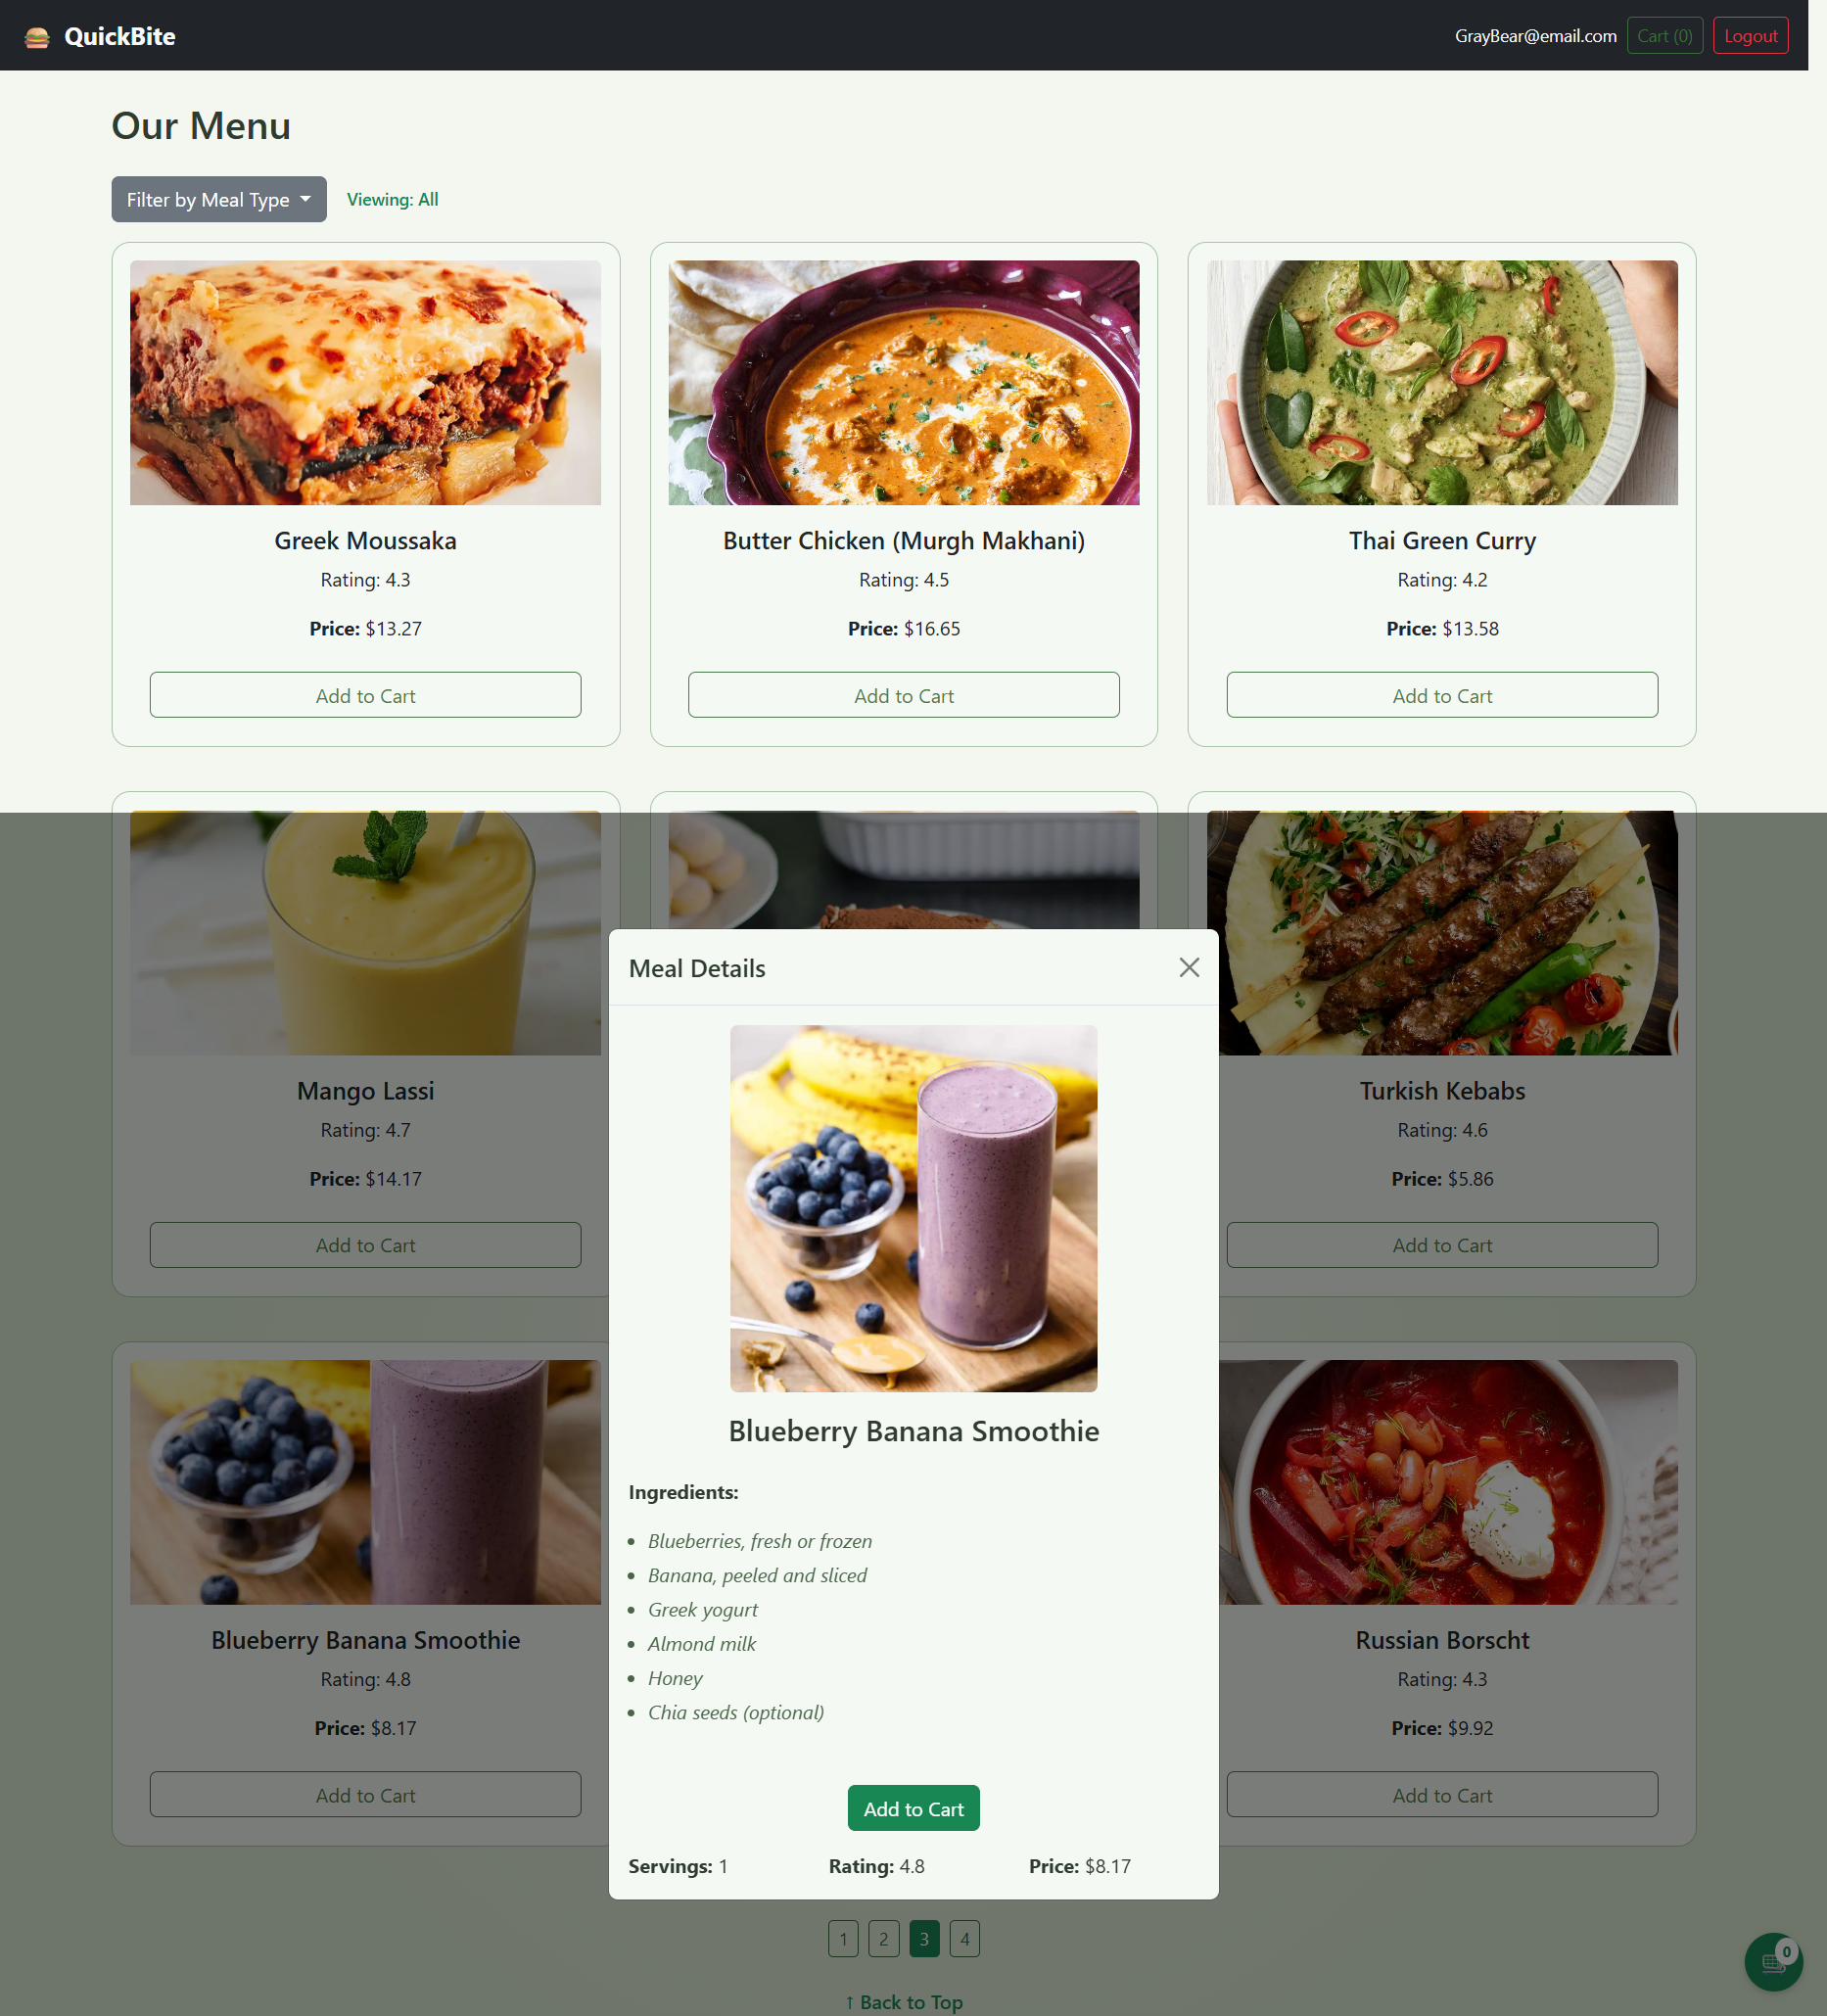 QuickBite
GrayBear@email.com
Cart (0)
Logout
Our Menu
Filter by Meal Type
Viewing: All
Greek Moussaka
Rating: 4.3
Price: $13.27
Add to Cart
Butter Chicken (Murgh Makhani)
Rating: 4.5
Price: $16.65
Add to Cart
Thai Green Curry
Rating: 4.2
Price: $13.58
Add to Cart
Mango Lassi
Rating: 4.7
Price: $14.17
Add to Cart
Turkish Kebabs
Rating: 4.6
Price: $5.86
Add to Cart
Blueberry Banana Smoothie
Rating: 4.8
Price: $8.17
Add to Cart
Russian Borscht
Rating: 4.3
Price: $9.92
Add to Cart
Meal Details
Blueberry Banana Smoothie
Ingredients:
• Blueberries, fresh or frozen
• Banana, peeled and sliced
• Greek yogurt
• Almond milk
• Honey
• Chia seeds (optional)
Add to Cart
Servings: 1
Rating: 4.8
Price: $8.17
1 2 3 4
0
↑ Back to Top